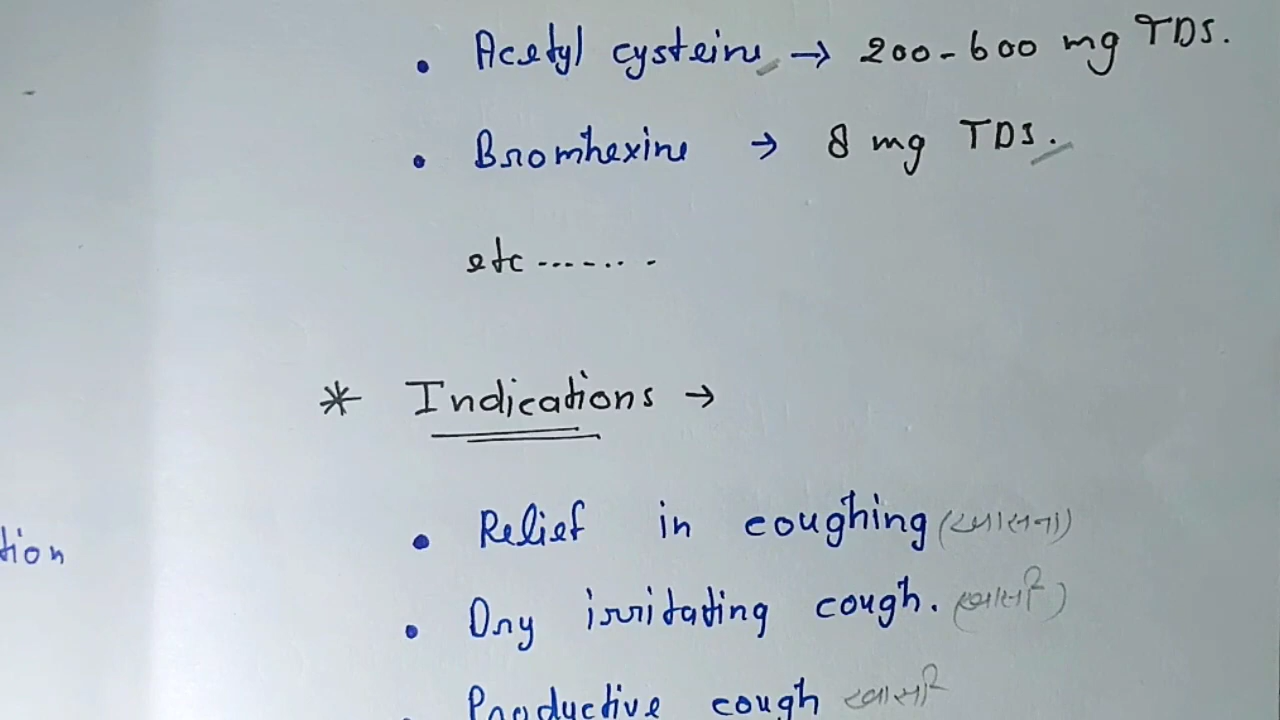 • Acetyl cysteine → 200-600 mg TDS.
• Bromhexine → 8 mg TDS.
etc.......
* Indications →
• Relief in coughing (खासना)
tion
• Dry irritating cough. (खासी)
• Productive cough खासी